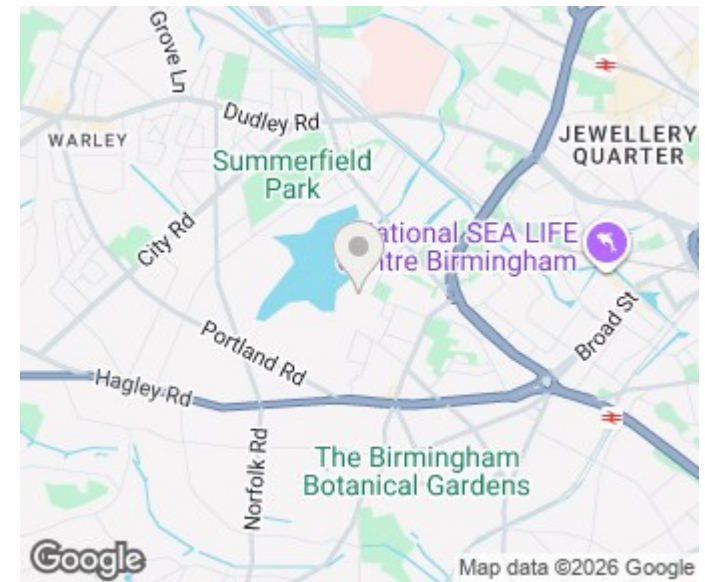 Grove Ln
Dudley Rd
WARLEY
JEWELLERY
QUARTER
Summerfield
Park
City Rd
ational SEA LIFE
ntre Birmingham
Broad St
Portland Rd
Hagley Rd
Norfolk Rd
The Birmingham
Botanical Gardens
Google
Map data ©2026 Google